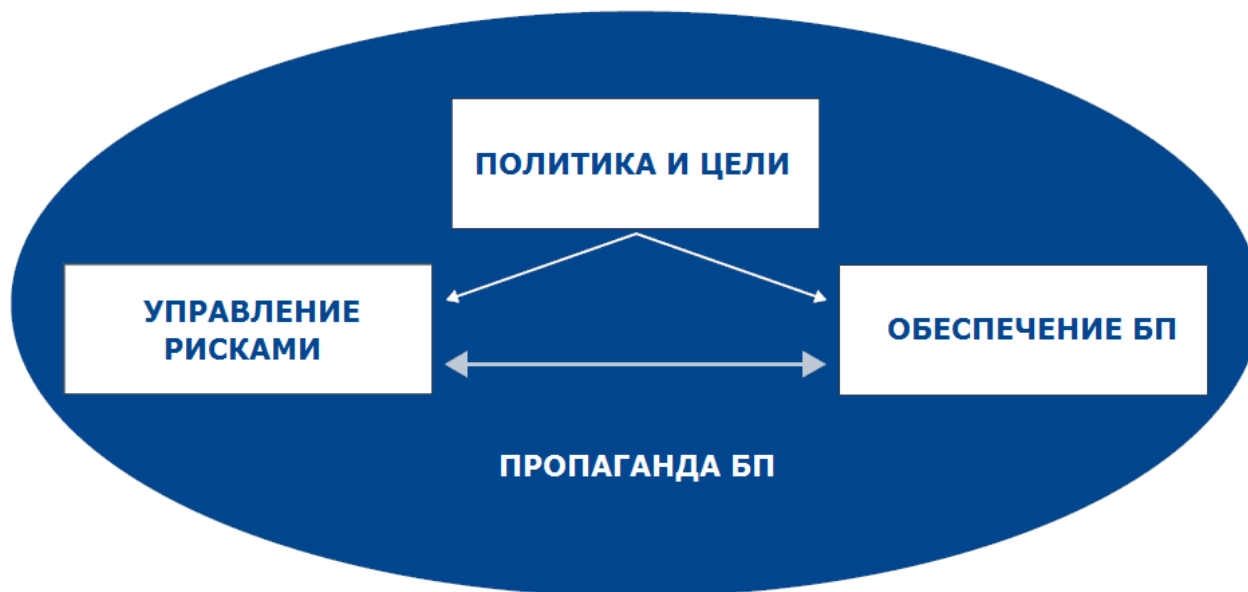 ПОЛИТИКА И ЦЕЛИ
УПРАВЛЕНИЕ
РИСКАМИ
ОБЕСПЕЧЕНИЕ БП
ПРОПАГАНДА БП